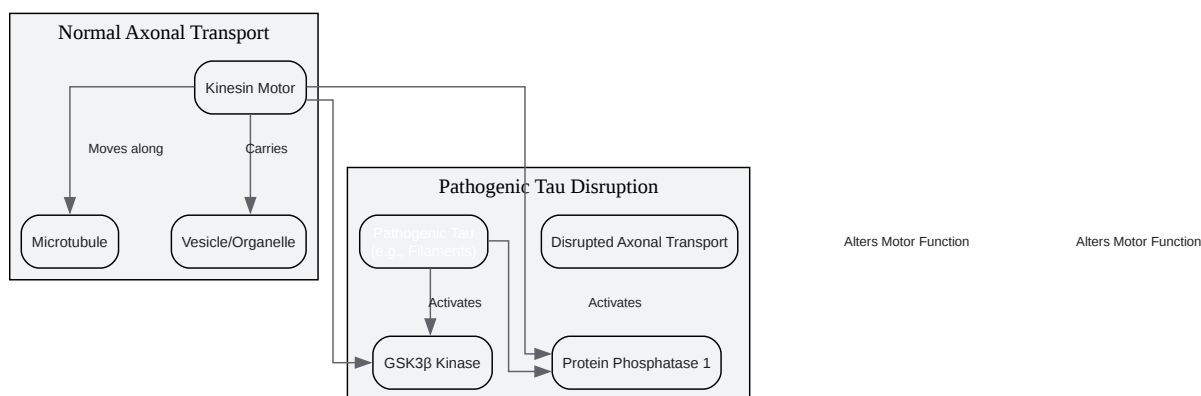 Normal Axonal Transport
Kinesin Motor
Moves along
Carries
Microtubule
Vesicle/Organelle
Pathogenic Tau Disruption
Pathogenic Tau
(e.g., Filaments)
Disrupted Axonal Transport
Alters Motor Function
Alters Motor Function
Activates
Activates
GSK3β Kinase
Protein Phosphatase 1